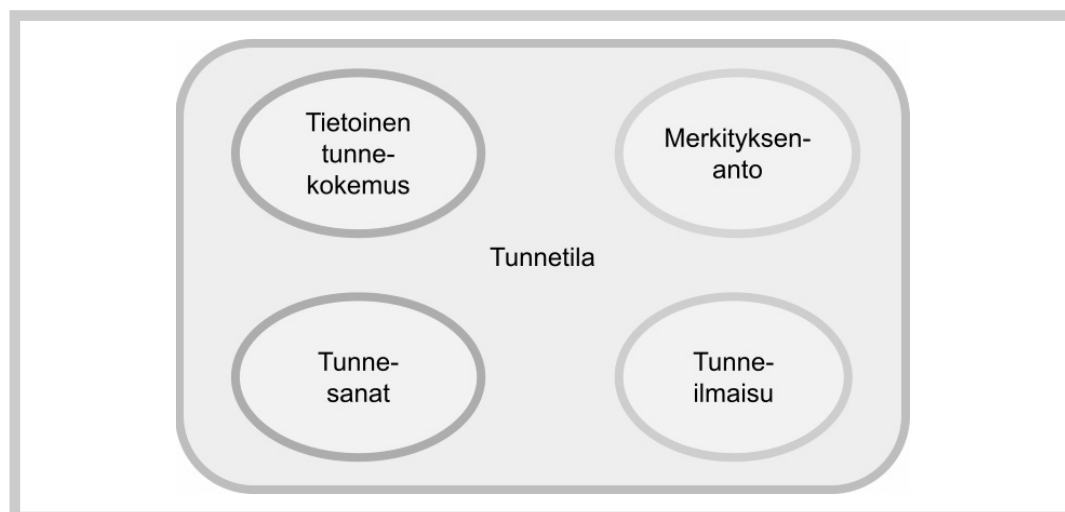 Tietoinen
tunne-
kokemus
Merkityksen-
anto
Tunnetila
Tunne-
sanat
Tunne-
ilmaisu